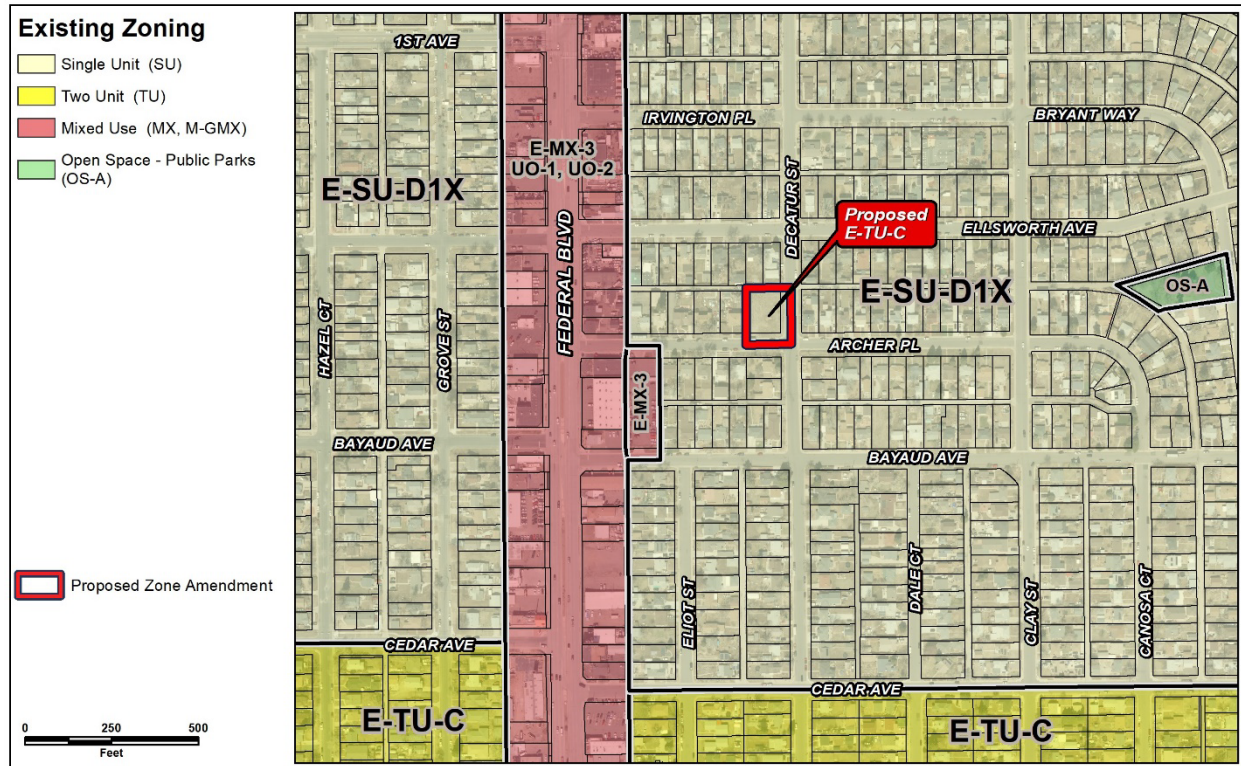 Existing Zoning
Single Unit (SU)
Two Unit (TU)
Mixed Use (MX, M-GMX)
Open Space - Public Parks
(OS-A)
Proposed Zone Amendment
0 250 500
Feet
1ST AVE
IRVINGTON PL
BRYANT WAY
E-MX-3
UO-1, UO-2
E-SU-D1X
DECATUR ST
Proposed
E-TU-C
ELLSWORTH AVE
FEDERAL BLVD
E-SU-D1X
OS-A
HAZEL CT
GROVE ST
ARCHER PL
E-MX-3
BAYAUD AVE
BAYAUD AVE
ELIOT ST
DALE CT
CLAY ST
CANOSA CT
CEDAR AVE
CEDAR AVE
E-TU-C
E-TU-C